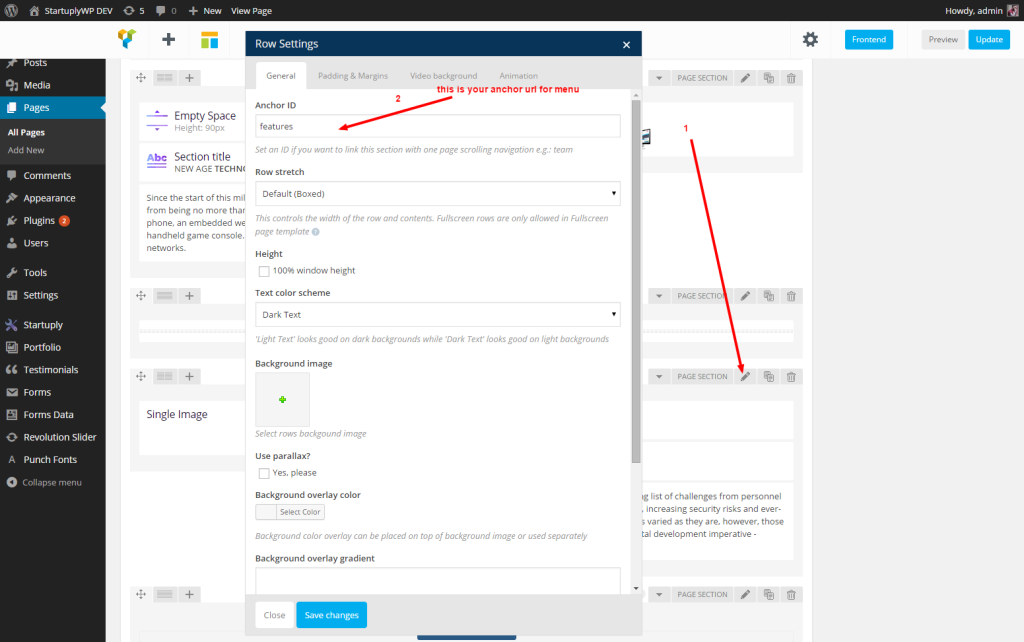 StartuplyWP DEV
5
0
New
View Page
Howdy, admin
Row Settings
Frontend
Preview
Update
Posts
Media
Pages
All Pages
Add New
Comments
Appearance
Plugins 2
Users
Tools
Settings
Startuply
Portfolio
Testimonials
Forms
Forms Data
Revolution Slider
Punch Fonts
Collapse menu
Empty Space
Height: 90px
Abc
Section title
NEW AGE TECHNO
Since the start of this mil
from being no more than
phone, an embedded we
handheld game console.
networks.
Single Image
General
Padding & Margins
Video background
Animation
this is your anchor url for menu
2
Anchor ID
features
Set an ID if you want to link this section with one page scrolling navigation e.g.: team
Row stretch
Default (Boxed)
This controls the width of the row and contents. Fullscreen rows are only allowed in Fullscreen
page template ?
Height
100% window height
Text color scheme
Dark Text
'Light Text' looks good on dark backgrounds while 'Dark Text' looks good on light backgrounds
Background image
Select rows backgound image
Use parallax?
Yes, please
Background overlay color
Select Color
Background color overlay can be placed on top of background image or used separately
Background overlay gradient
Close
Save changes
PAGE SECTION
1
PAGE SECTION
PAGE SECTION
g list of challenges from personnel
, increasing security risks and ever-
s varied as they are, however, those
tal development imperative -
PAGE SECTION